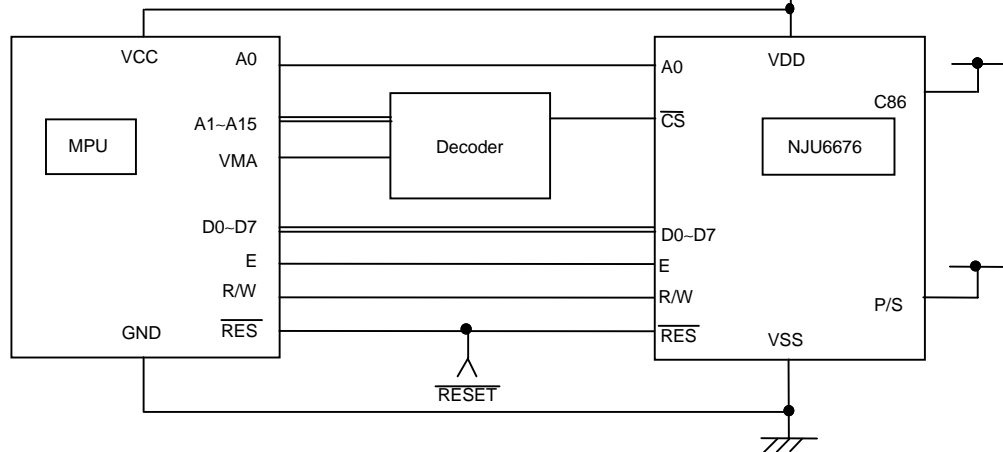 VCC
A0
A1~A15
VMA
MPU
D0~D7
E
R/W
RES
GND
Decoder
RESET
VDD
A0
C86
CS
NJU6676
D0~D7
E
R/W
P/S
RES
VSS